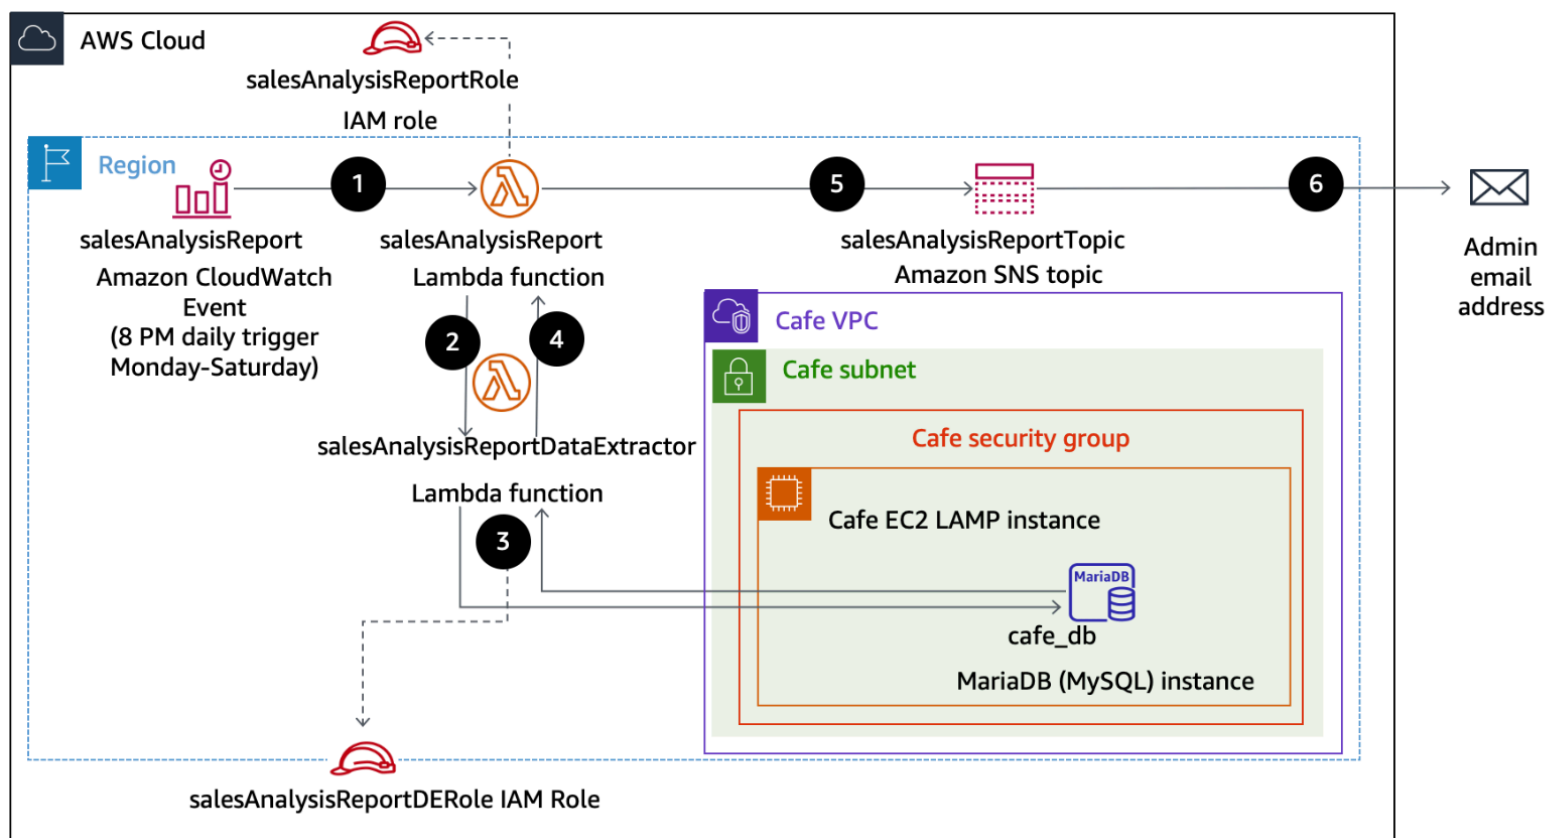 AWS Cloud
salesAnalysisReportRole
IAM role
Region
1
5
6
salesAnalysisReport
Amazon CloudWatch
Event
(8 PM daily trigger
Monday-Saturday)
salesAnalysisReport
Lambda function
salesAnalysisReportTopic
Amazon SNS topic
Admin
email
address
2
4
salesAnalysisReportDataExtractor
Lambda function
3
Cafe VPC
Cafe subnet
Cafe security group
Cafe EC2 LAMP instance
MariaDB
cafe_db
MariaDB (MySQL) instance
salesAnalysisReportDERole IAM Role